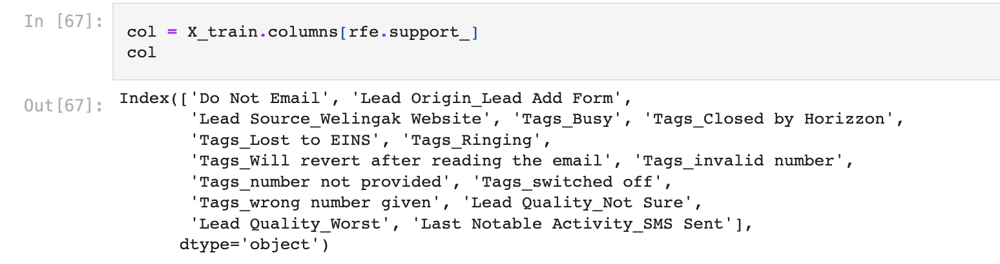 In [67]:
col = X_train.columns[rfe.support_]
col
Out[67]:
Index(['Do Not Email', 'Lead Origin_Lead Add Form',
'Lead Source_Welingak Website', 'Tags_Busy', 'Tags_Closed by Horizzon',
'Tags_Lost to EINS', 'Tags_Ringing',
'Tags_Will revert after reading the email', 'Tags_invalid number',
'Tags_number not provided', 'Tags_switched off',
'Tags_wrong number given', 'Lead Quality_Not Sure',
'Lead Quality_Worst', 'Last Notable Activity_SMS Sent'],
dtype='object')